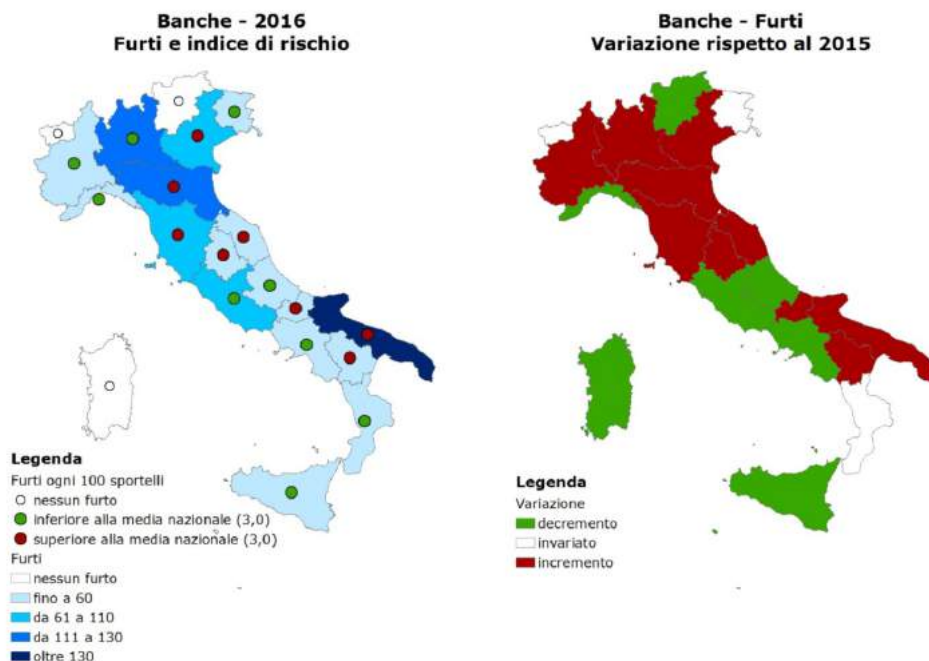 Banche - 2016
Furti e indice di rischio
Legenda
Furti ogni 100 sportelli
nessun furto
inferiore alla media nazionale (3,0)
superiore alla media nazionale (3,0)
Furti
nessun furto
fino a 60
da 61 a 110
da 111 a 130
oltre 130
Banche - Furti
Variazione rispetto al 2015
Legenda
Variazione
decremento
invariato
incremento